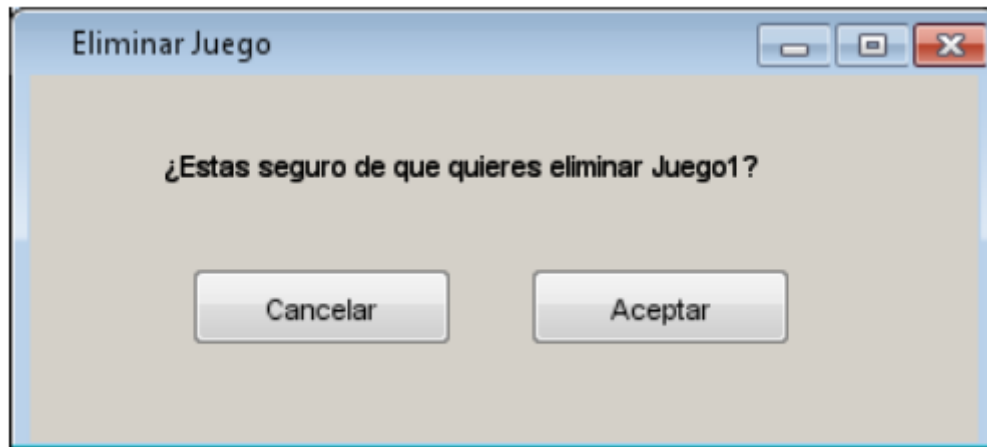 Eliminar Juego
¿Estas seguro de que quieres eliminar Juego1?
Cancelar
Aceptar